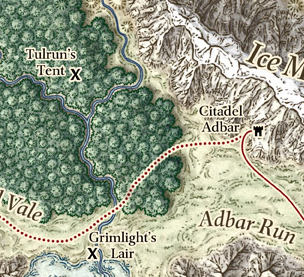 Ice M
Tulrun's
Tent
Citadel
Adbar
Vale
Adbar Run
Grimlight's
Lair